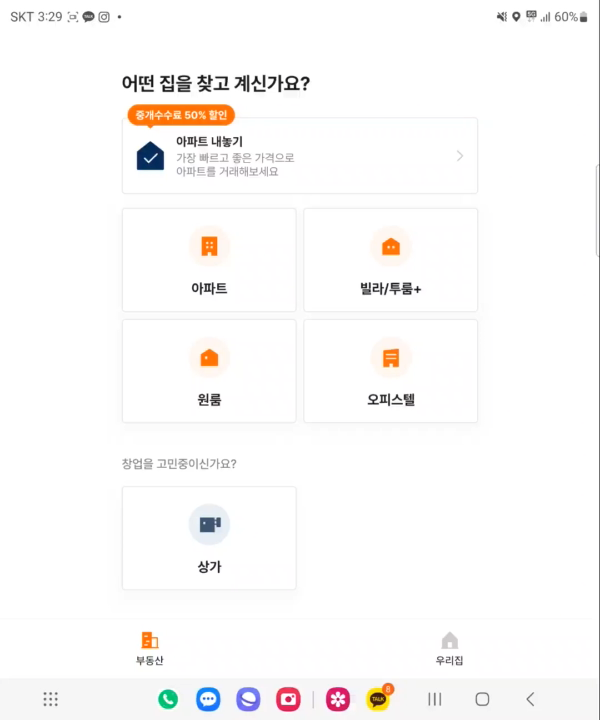 SKT 3:29
60%
어떤 집을 찾고 계신가요?
중개수수료 50% 할인
아파트 내놓기
가장 빠르고 좋은 가격으로
아파트를 거래해보세요
아파트
빌라/투룸+
원룸
오피스텔
창업을 고민중이신가요?
상가
부동산
우리집
TALK
8